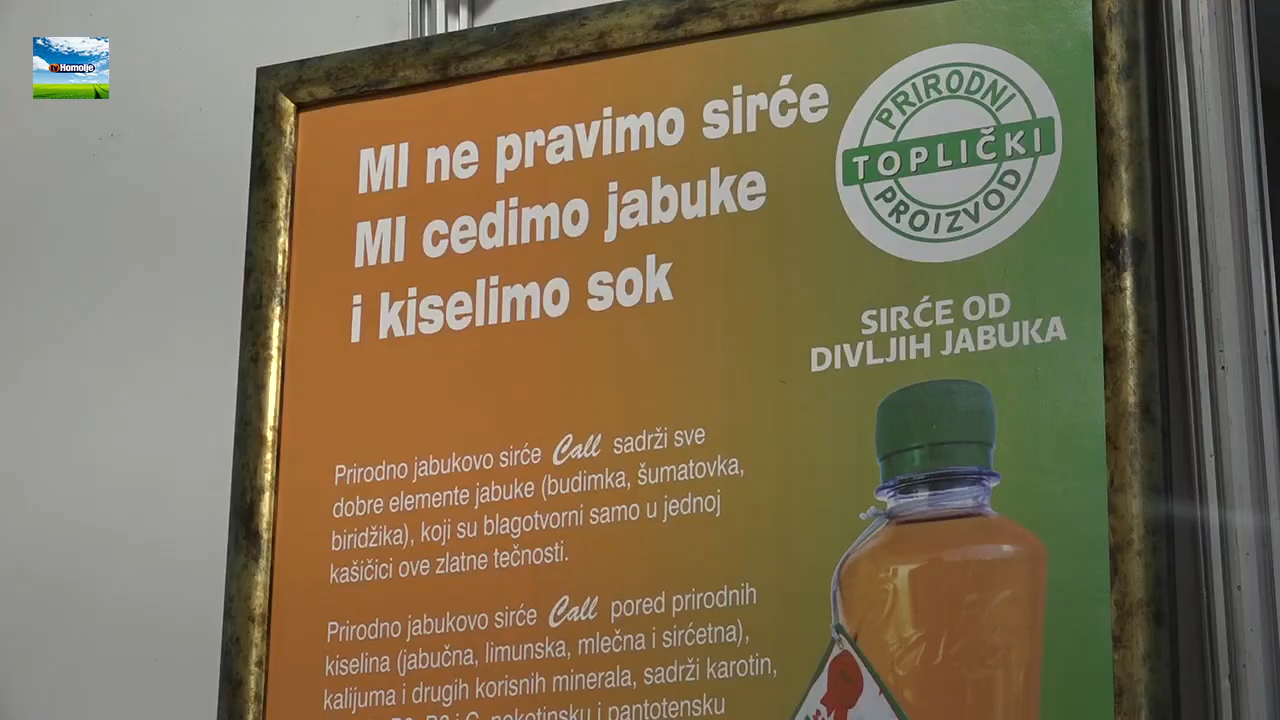 tvHomolje
MI ne pravimo sirće
MI cedimo jabuke
i kiselimo sok
PRIRODNI
TOPLIČKI
PROIZVOD
SIRĆE OD
DIVLJIH JABUKA
Prirodno jabukovo sirće Call sadrži sve
dobre elemente jabuke (budimka, šumatovka,
biridžika), koji su blagotvorni samo u jednoj
kašičici ove zlatne tečnosti.
Prirodno jabukovo sirće Call pored prirodnih
kiselina (jabučna, limunska, mlečna i sirćetna),
kalijuma i drugih korisnih minerala, sadrži karotin,
i C, nekotinsku i pantotensku